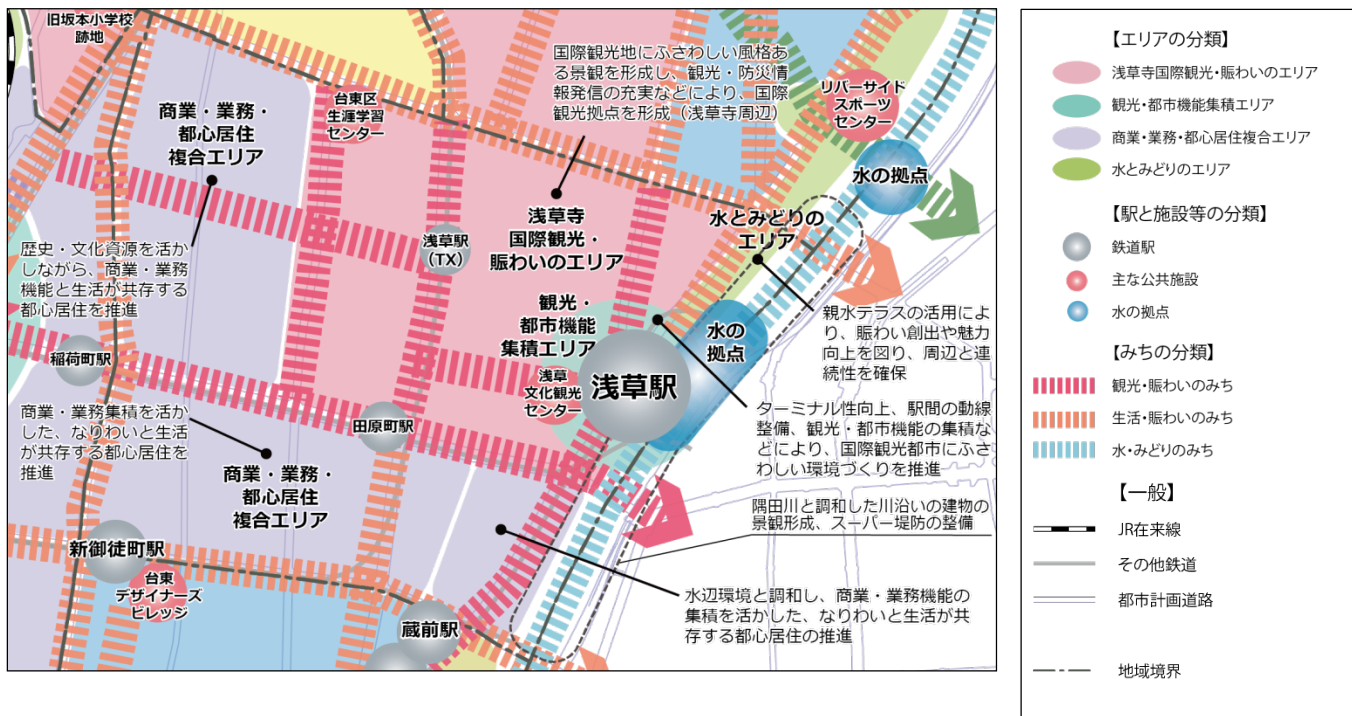 旧坂本小学校
跡地
商業・業務・
都心居住
複合エリア
台東区
生涯学習
センター
国際観光地にふさわしい風格あ
る景観を形成し、観光・防災情
報発信の充実などにより、国際
観光拠点を形成（浅草寺周辺）
リバーサイド
スポーツ
センター
水の拠点
浅草寺
国際観光・
賑わいのエリア
水とみどりの
エリア
浅草駅
（TX）
歴史・文化資源を活か
しながら、商業・業務
機能と生活が共存する
都心居住を推進
観光・
都市機能
集積エリア
水の
拠点
親水テラスの活用によ
り、賑わい創出や魅力
向上を図り、周辺と連
続性を確保
稲荷町駅
浅草
文化観光
センター
浅草駅
田原町駅
商業・業務集積を活か
した、なりわいと生活
が共存する都心居住を
推進
ターミナル性向上、駅間の動線
整備、観光・都市機能の集積な
どにより、国際観光都市にふさ
わしい環境づくりを推進
商業・業務・
都心居住
複合エリア
隅田川と調和した川沿いの建物の
景観形成、スーパー堤防の整備
新御徒町駅
台東
デザイナーズ
ビレッジ
水辺環境と調和し、商業・業務機能の
集積を活かした、なりわいと生活が共
存する都心居住の推進
蔵前駅
【エリアの分類】
浅草寺国際観光・賑わいのエリア
観光・都市機能集積エリア
商業・業務・都心居住複合エリア
水とみどりのエリア
【駅と施設等の分類】
鉄道駅
主な公共施設
水の拠点
【みちの分類】
観光・賑わいのみち
生活・賑わいのみち
水・みどりのみち
【一般】
JR在来線
その他鉄道
都市計画道路
地域境界